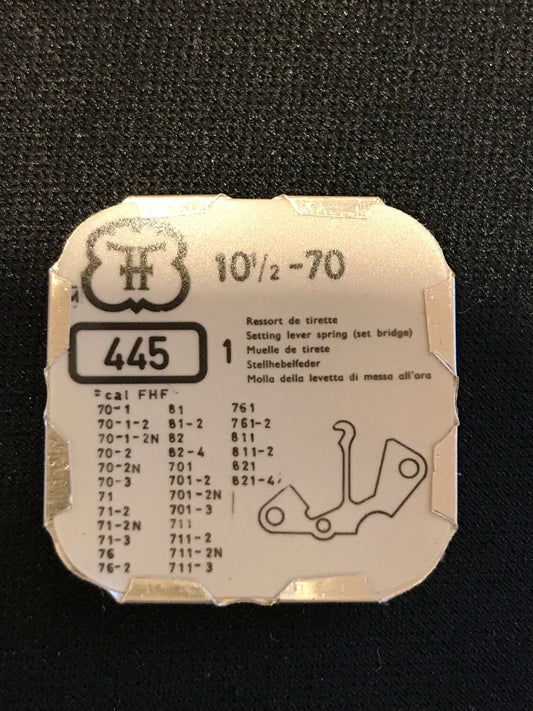 FH
10 1/2 -70
M
445
1
Ressort de tirette
Setting lever spring (set bridge)
Muelle de tirete
Stellhebelfeder
Molla della levetta di messa all'ora
= cal FHF
70-1 81 761
70-1-2 81-2 761-2
70-1-2N 82 811
70-2 82-4 811-2
70-2N 701 821
70-3 701-2 821-4
71 701-2N
71-2 701-3
71-2N 711
71-3 711-2
76 711-2N
76-2 711-3